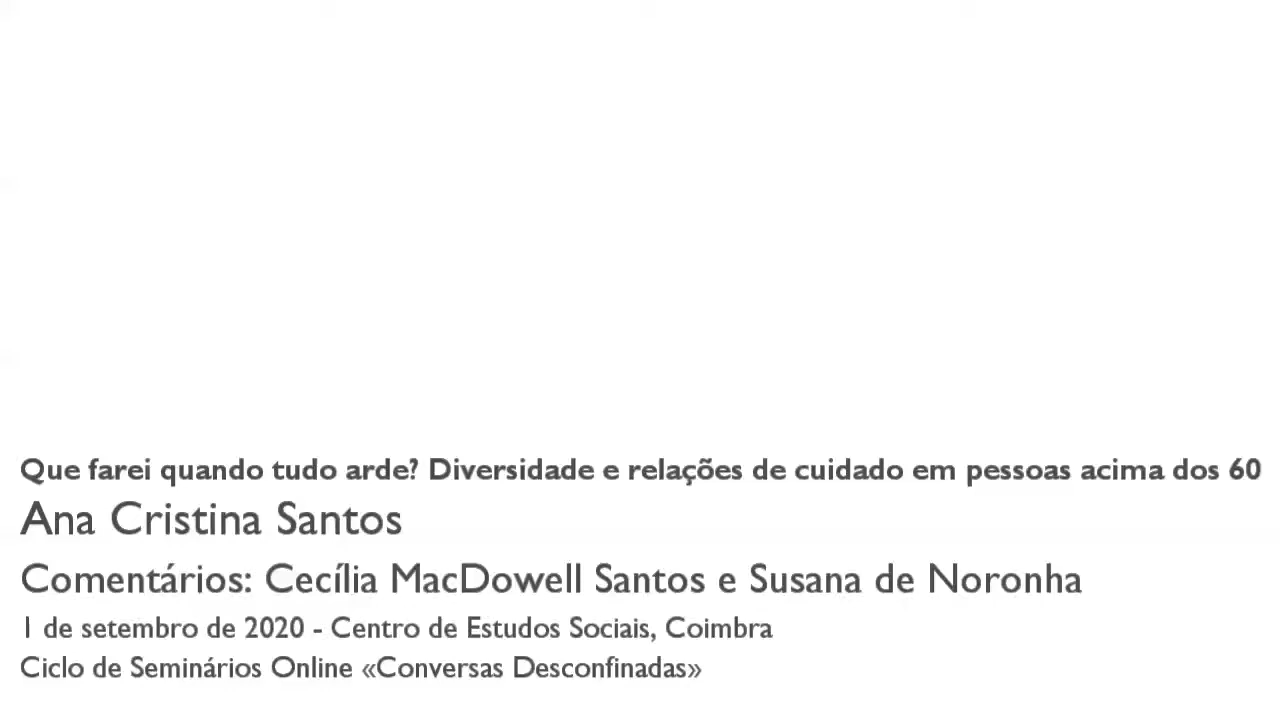 Que farei quando tudo arde? Diversidade e relações de cuidado em pessoas acima dos 60
Ana Cristina Santos
Comentários: Cecília MacDowell Santos e Susana de Noronha
1 de setembro de 2020 - Centro de Estudos Sociais, Coimbra
Ciclo de Seminários Online «Conversas Desconfinadas»